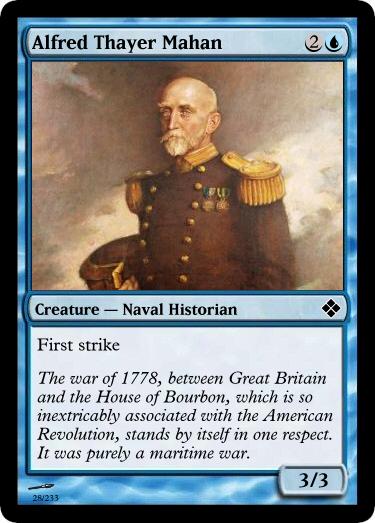 Alfred Thayer Mahan 2
Creature — Naval Historian
First strike
The war of 1778, between Great Britain
and the House of Bourbon, which is so
inextricably associated with the American
Revolution, stands by itself in one respect.
It was purely a maritime war.
3/3
28/233